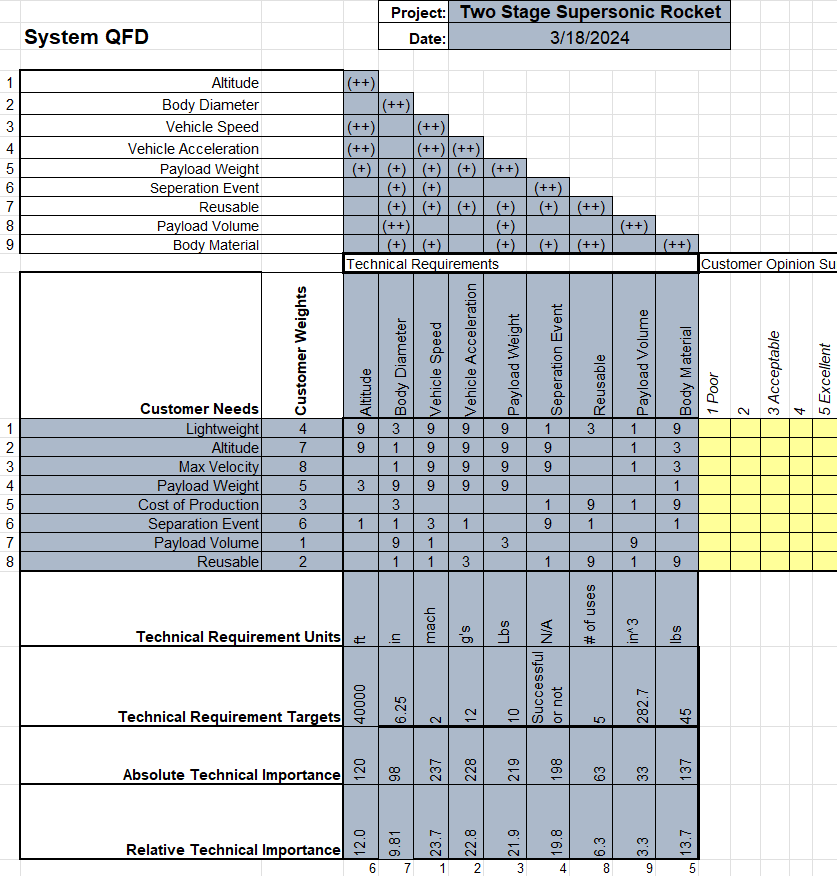 Project: Two Stage Supersonic Rocket
System QFD
Date: 3/18/2024
1 Altitude (++)
2 Body Diameter (++)
3 Vehicle Speed (++) (++)
4 Vehicle Acceleration (++) (++) (++)
5 Payload Weight (+) (+) (+) (+) (++)
6 Seperation Event (+) (+) (++)
7 Reusable (+) (+) (+) (+) (+) (++)
8 Payload Volume (++) (+) (++)
9 Body Material (+) (+) (+) (+) (++) (++)
Technical Requirements Customer Opinion Su
Customer Needs Customer Weights Altitude Body Diameter Vehicle Speed Vehicle Acceleration Payload Weight Seperation Event Reusable Payload Volume Body Material 1 Poor 2 3 Acceptable 4 5 Excellent
1 Lightweight 4 9 3 9 9 9 1 3 1 9
2 Altitude 7 9 1 9 9 9 9 1 3
3 Max Velocity 8 1 9 9 9 9 1 3
4 Payload Weight 5 3 9 9 9 9 1
5 Cost of Production 3 3 1 9 1 9
6 Separation Event 6 1 1 3 1 9 1 1
7 Payload Volume 1 9 1 3 9
8 Reusable 2 1 1 3 1 9 1 9
Technical Requirement Units ft in mach g's Lbs N/A # of uses in^3 lbs
Technical Requirement Targets 40000 6.25 2 12 10 Successful or not 5 282.7 45
Absolute Technical Importance 120 98 237 228 219 198 63 33 137
Relative Technical Importance 12.0 9.81 23.7 22.8 21.9 19.8 6.3 3.3 13.7
6 7 1 2 3 4 8 9 5